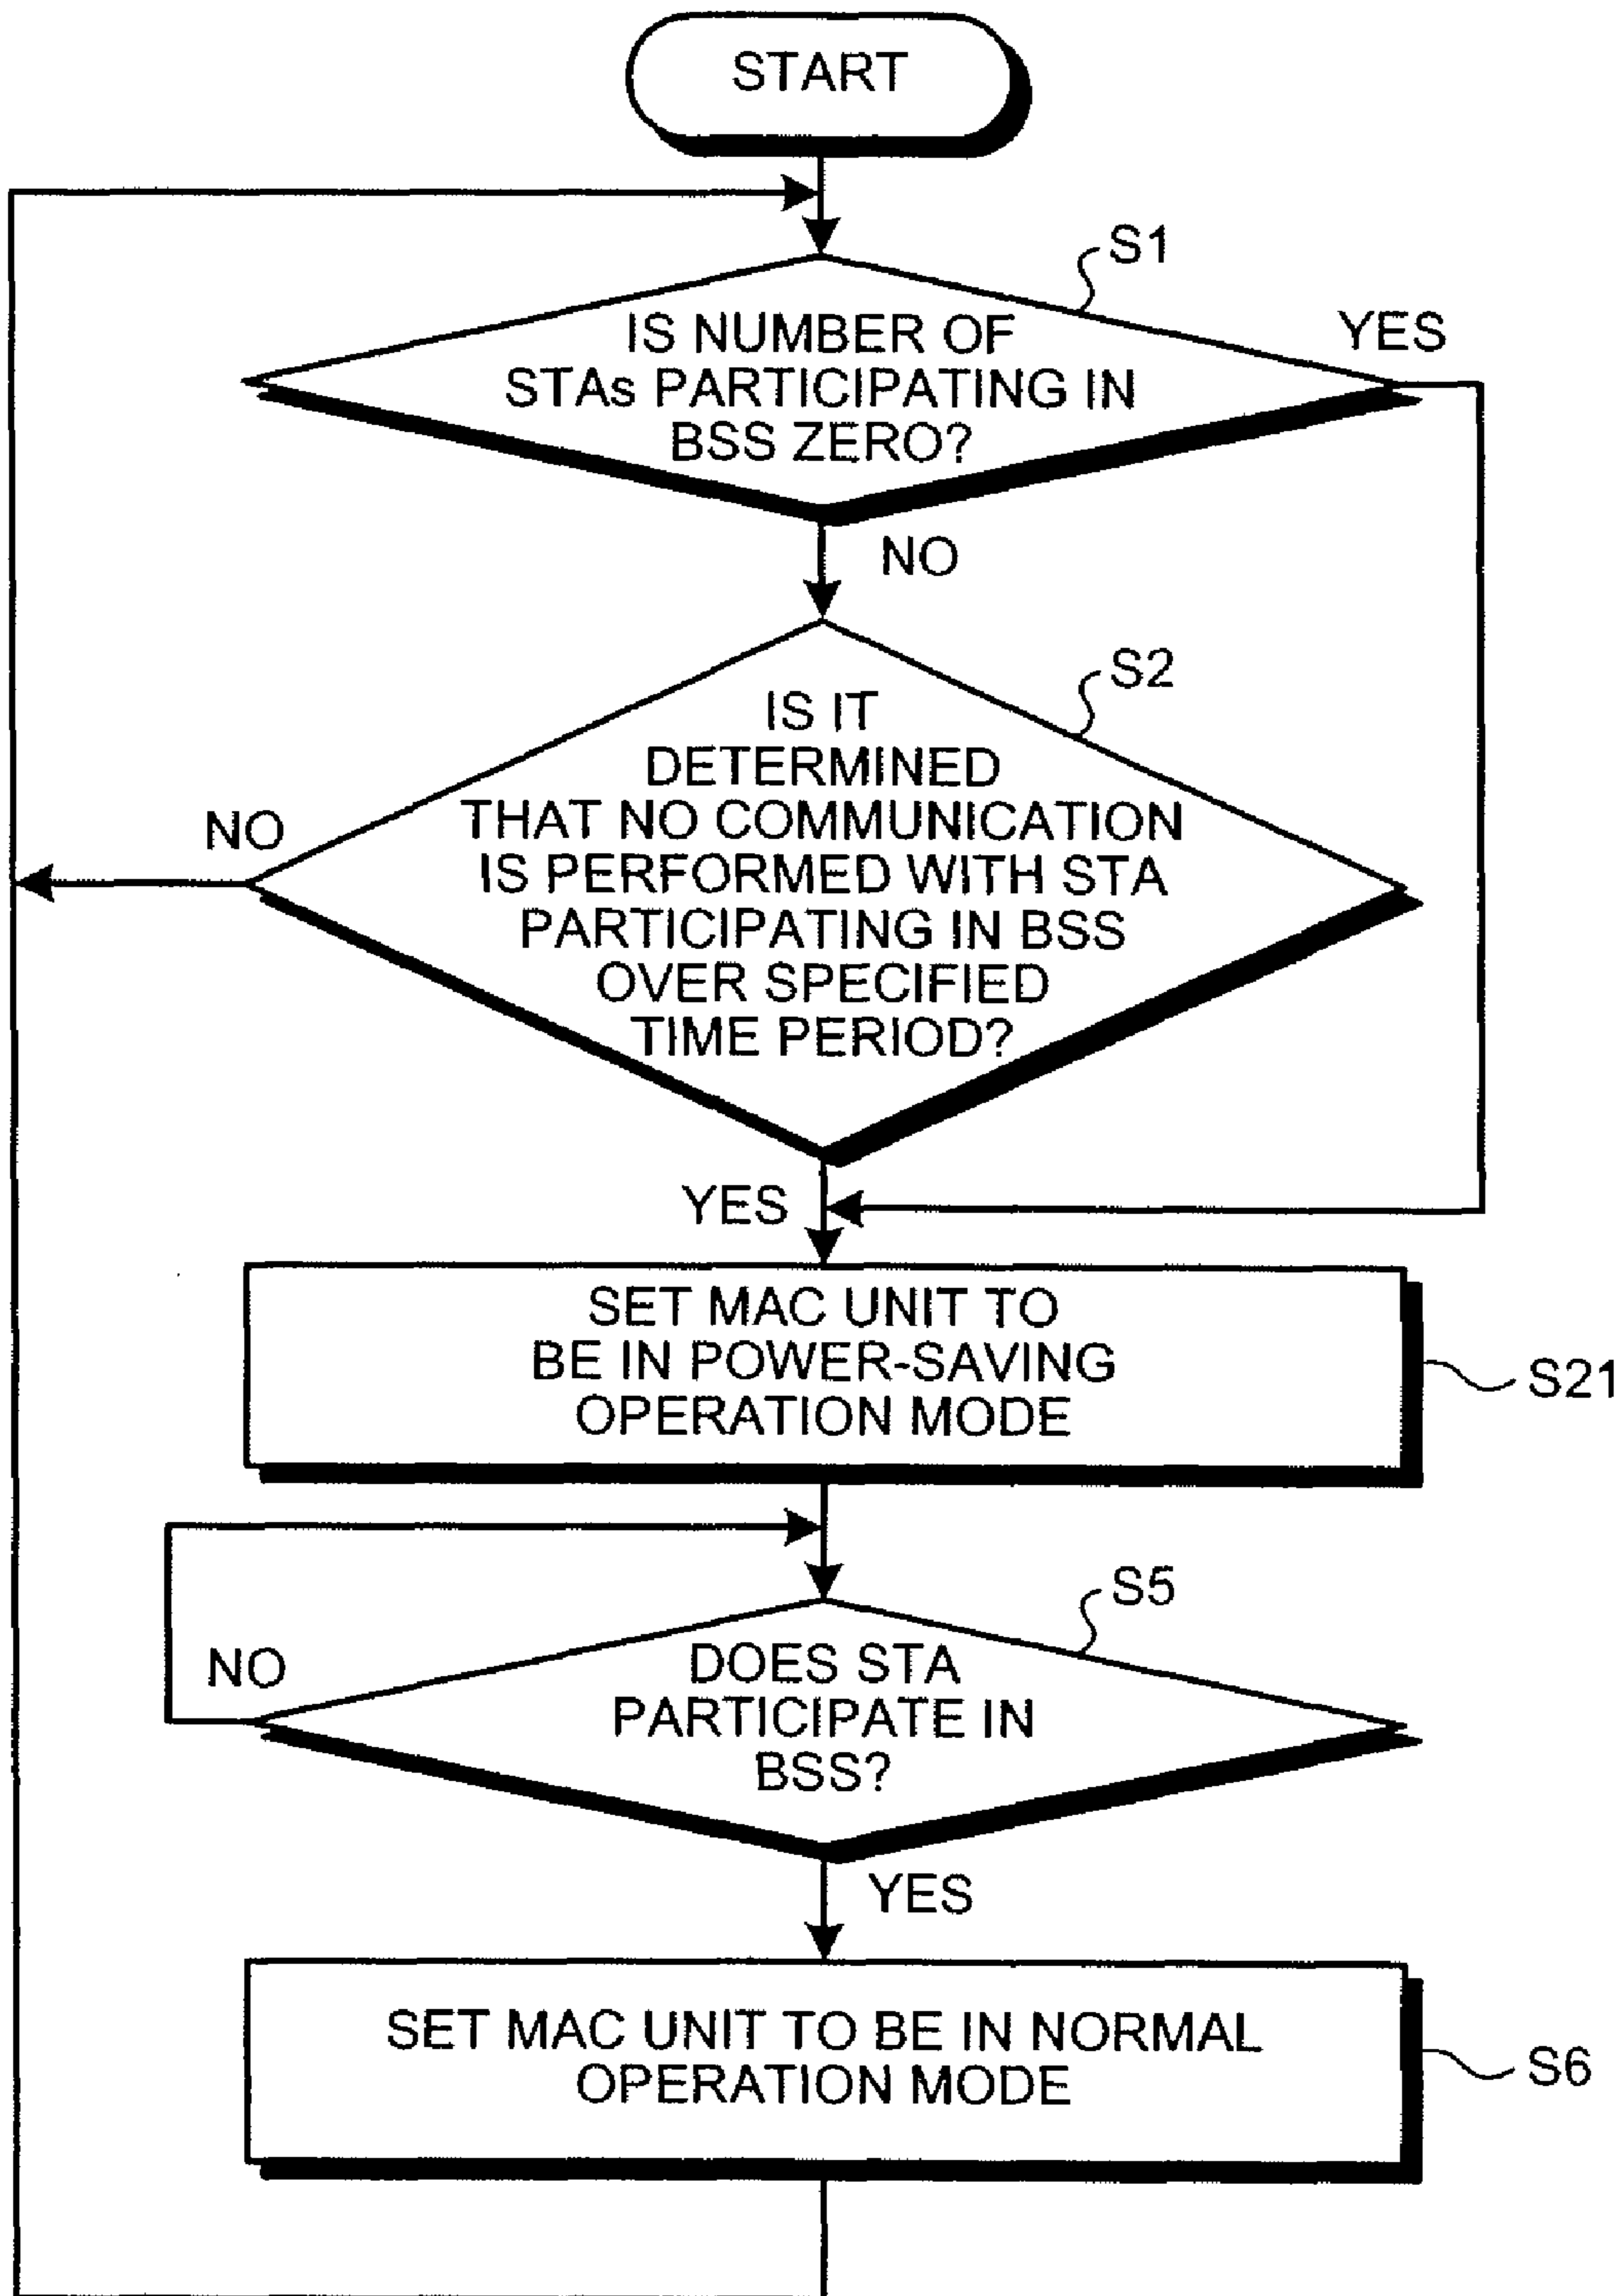 START
S1
IS NUMBER OF
STAs PARTICIPATING IN
BSS ZERO?
YES
NO
S2
IS IT
DETERMINED
THAT NO COMMUNICATION
IS PERFORMED WITH STA
PARTICIPATING IN BSS
OVER SPECIFIED
TIME PERIOD?
NO
YES
SET MAC UNIT TO
BE IN POWER-SAVING
OPERATION MODE
S21
S5
DOES STA
PARTICIPATE IN
BSS?
NO
YES
SET MAC UNIT TO BE IN NORMAL
OPERATION MODE
S6